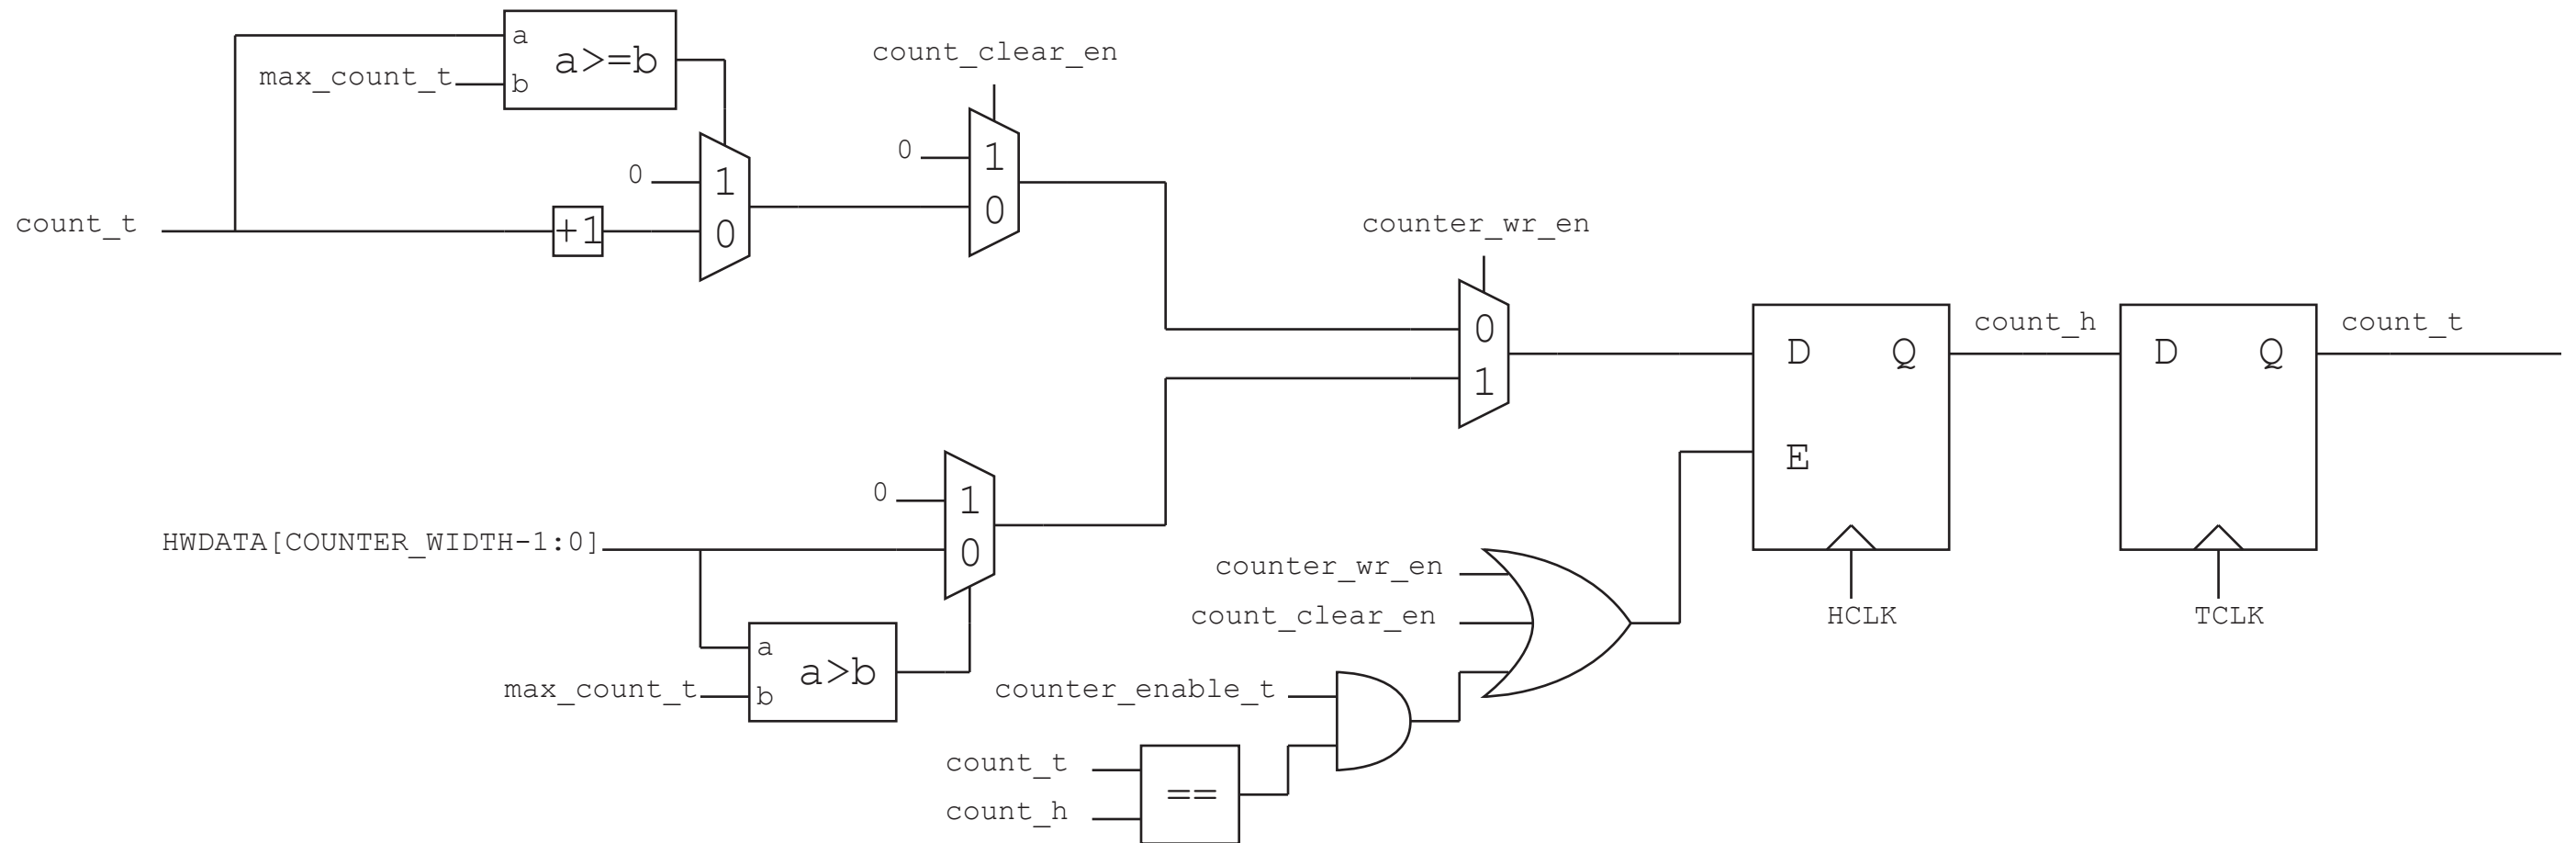 a
a>=b
max_count_t
b
count_clear_en
0
1
0
0
1
0
count_t
+1
counter_wr_en
0
1
count_h
count_t
D
Q
E
HCLK
D
Q
TCLK
0
1
0
HWDATA[COUNTER_WIDTH-1:0]
a
a>b
max_count_t
b
counter_wr_en
count_clear_en
counter_enable_t
count_t
==
count_h